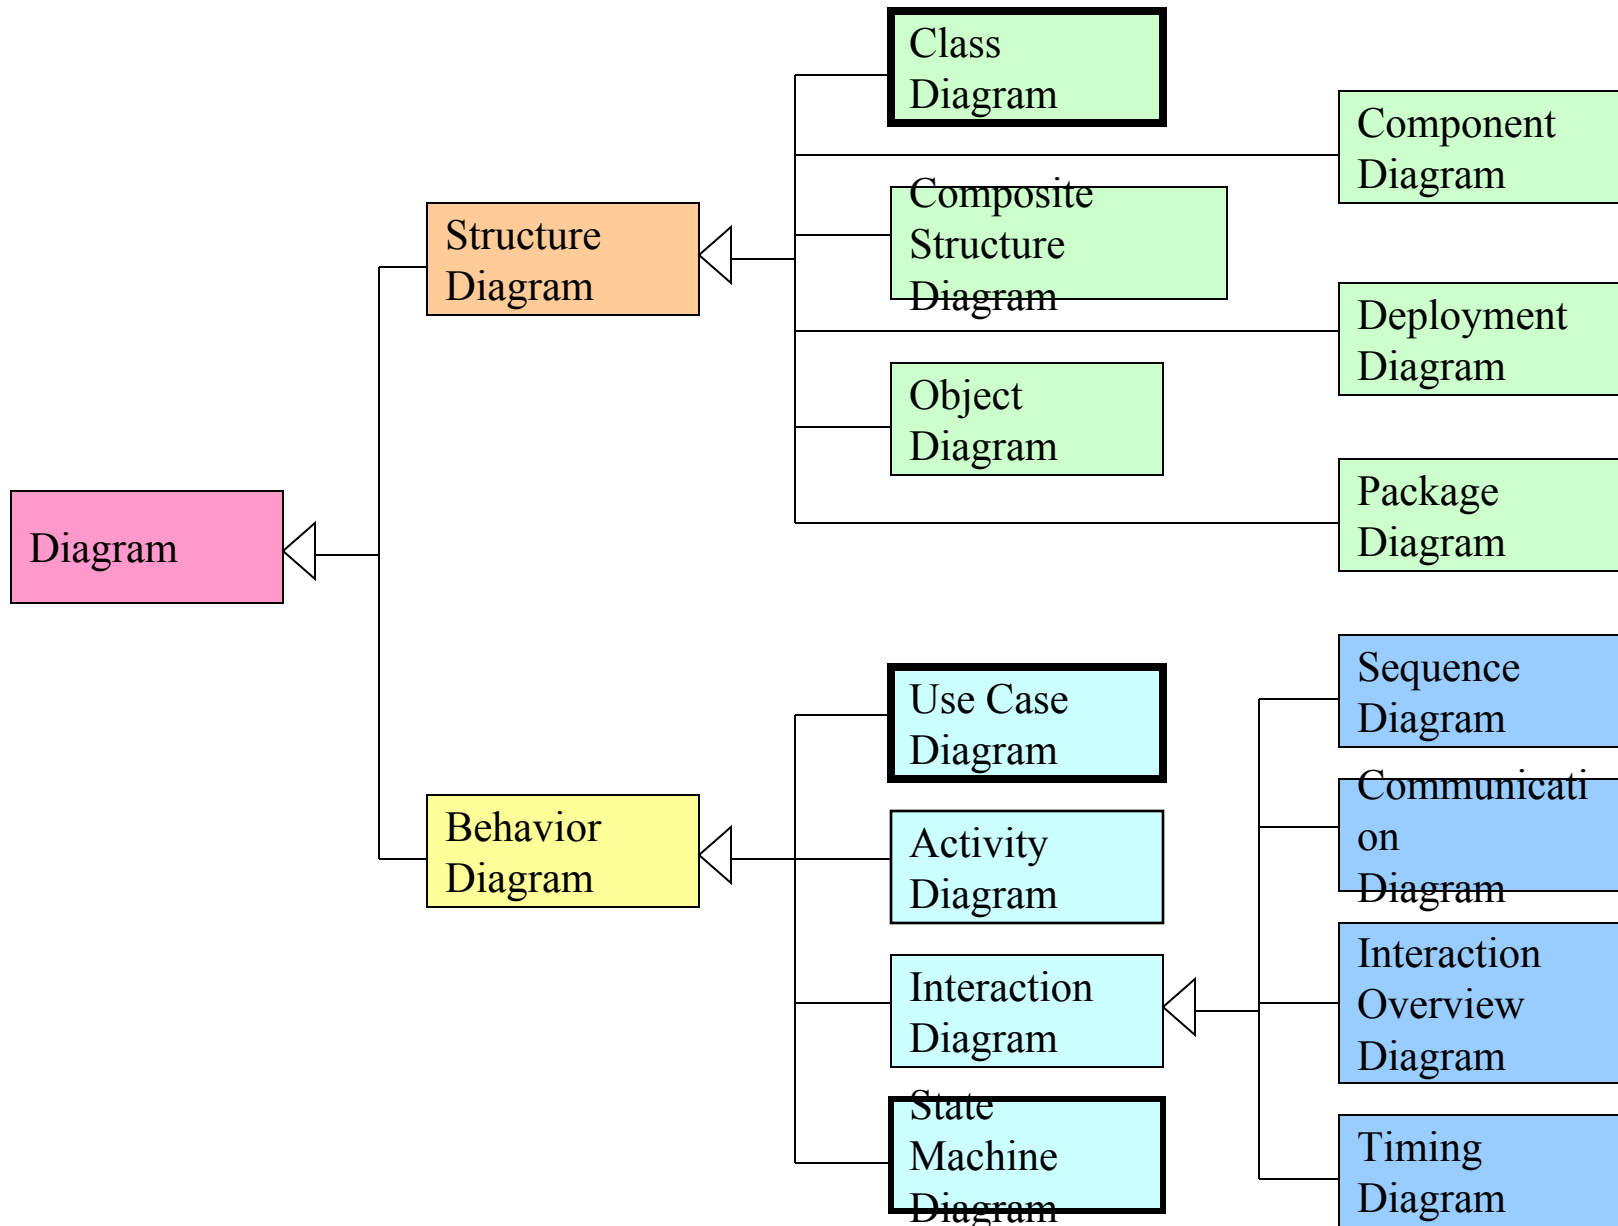 Class
Diagram
Component
Diagram
Composite
Structure
Diagram
Structure
Diagram
Deployment
Diagram
Object
Diagram
Package
Diagram
Diagram
Sequence
Diagram
Use Case
Diagram
Communicati
on
Diagram
Behavior
Diagram
Activity
Diagram
Interaction
Overview
Diagram
Interaction
Diagram
State
Machine
Diagram
Timing
Diagram